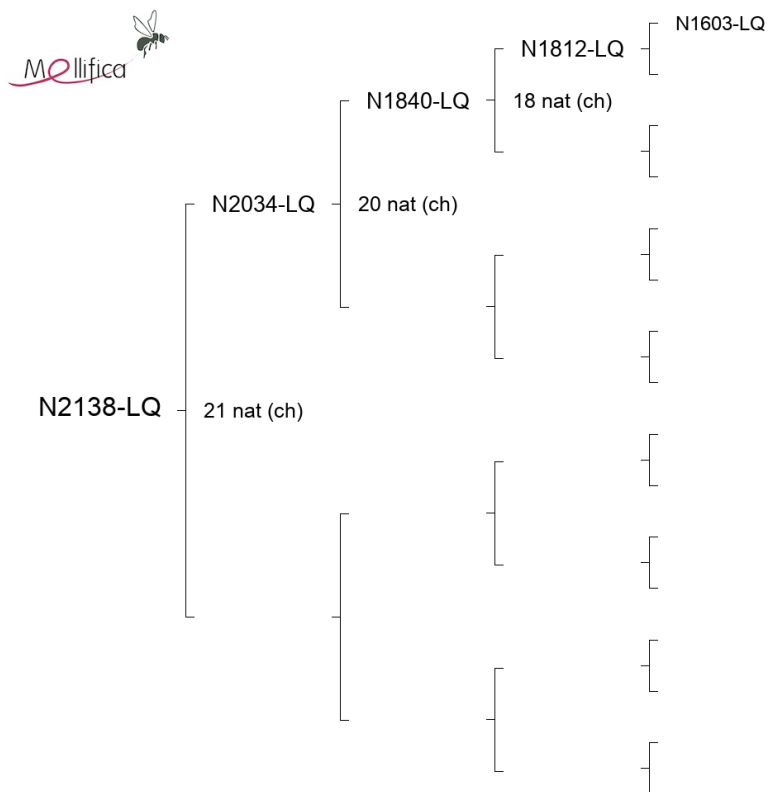 Mellifica
N1603-LQ
N1812-LQ
N1840-LQ
18 nat (ch)
N2034-LQ
20 nat (ch)
N2138-LQ
21 nat (ch)